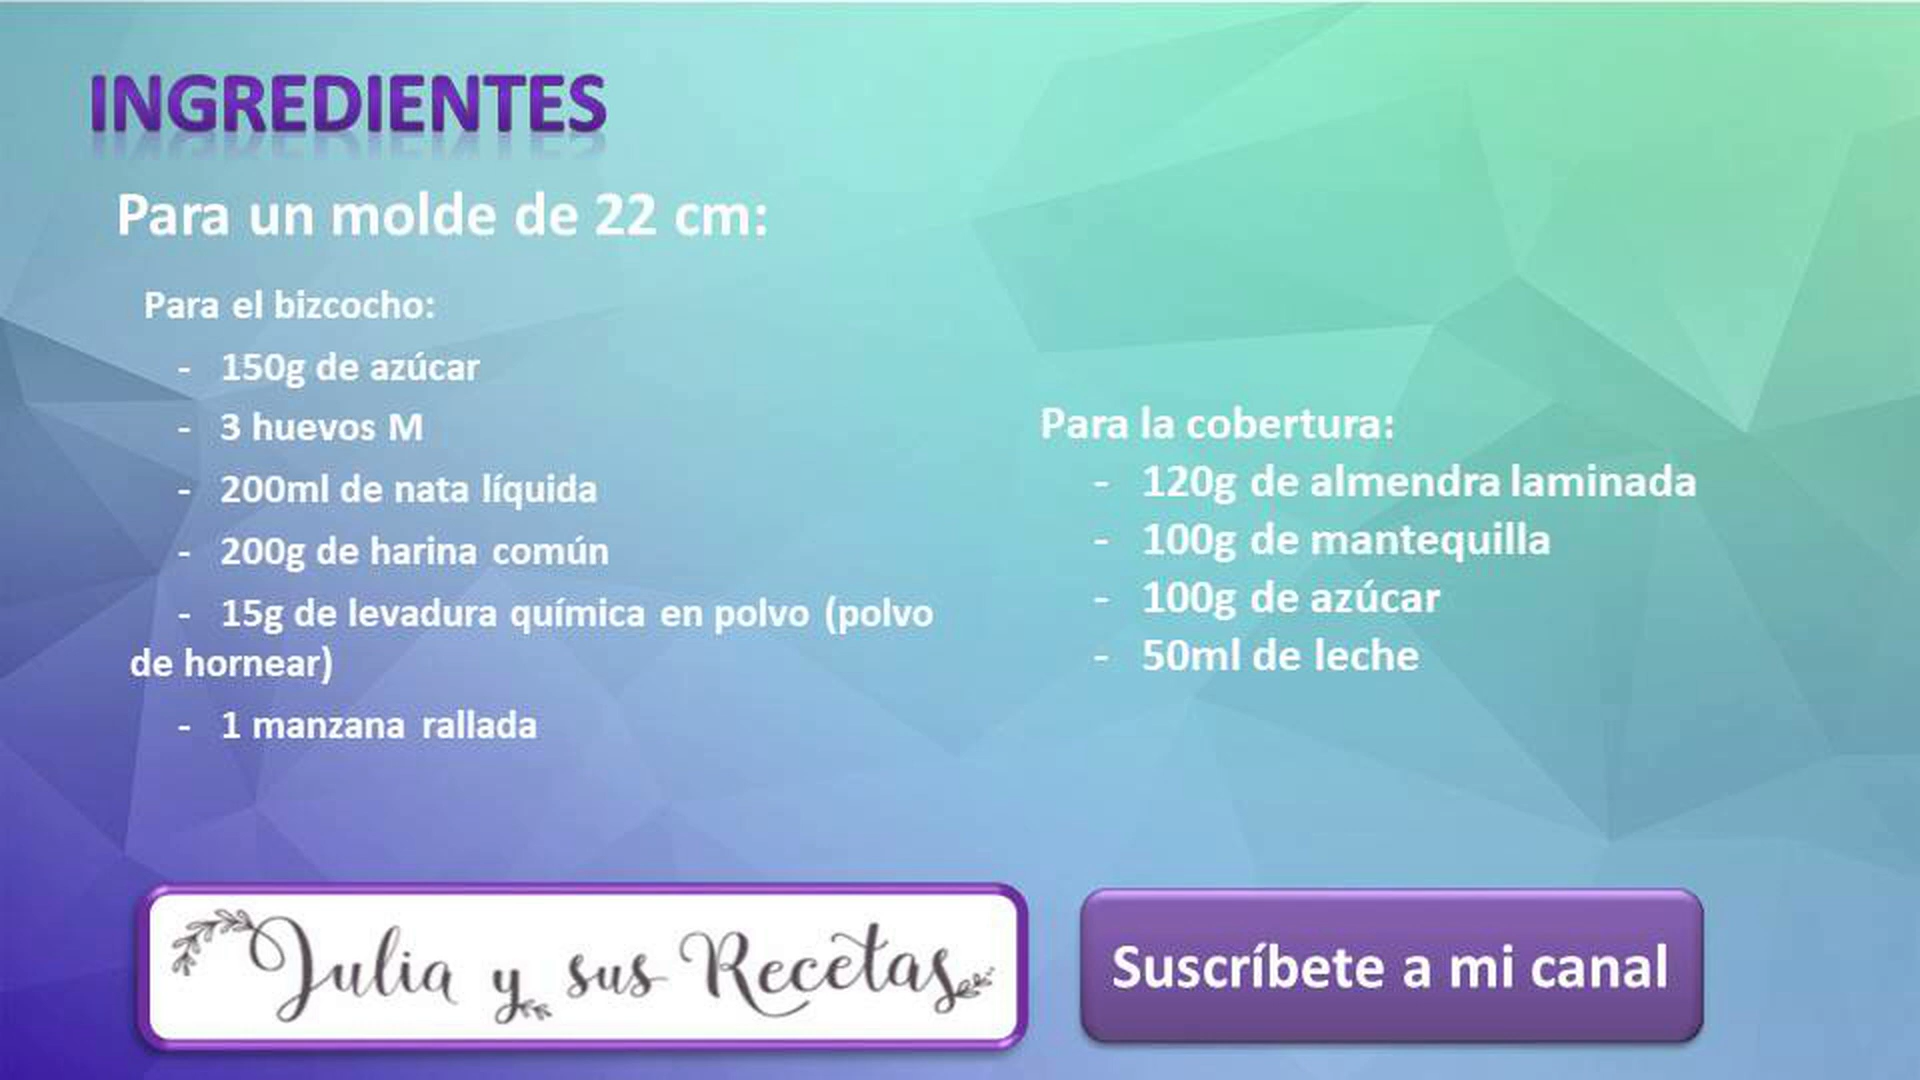 INGREDIENTES
Para un molde de 22 cm:
Para el bizcocho:
- 150g de azúcar
- 3 huevos M
- 200ml de nata líquida
- 200g de harina común
- 15g de levadura química en polvo (polvo
de hornear)
- 1 manzana rallada
Para la cobertura:
- 120g de almendra laminada
- 100g de mantequilla
- 100g de azúcar
- 50ml de leche
Julia y sus Recetas
Suscríbete a mi canal